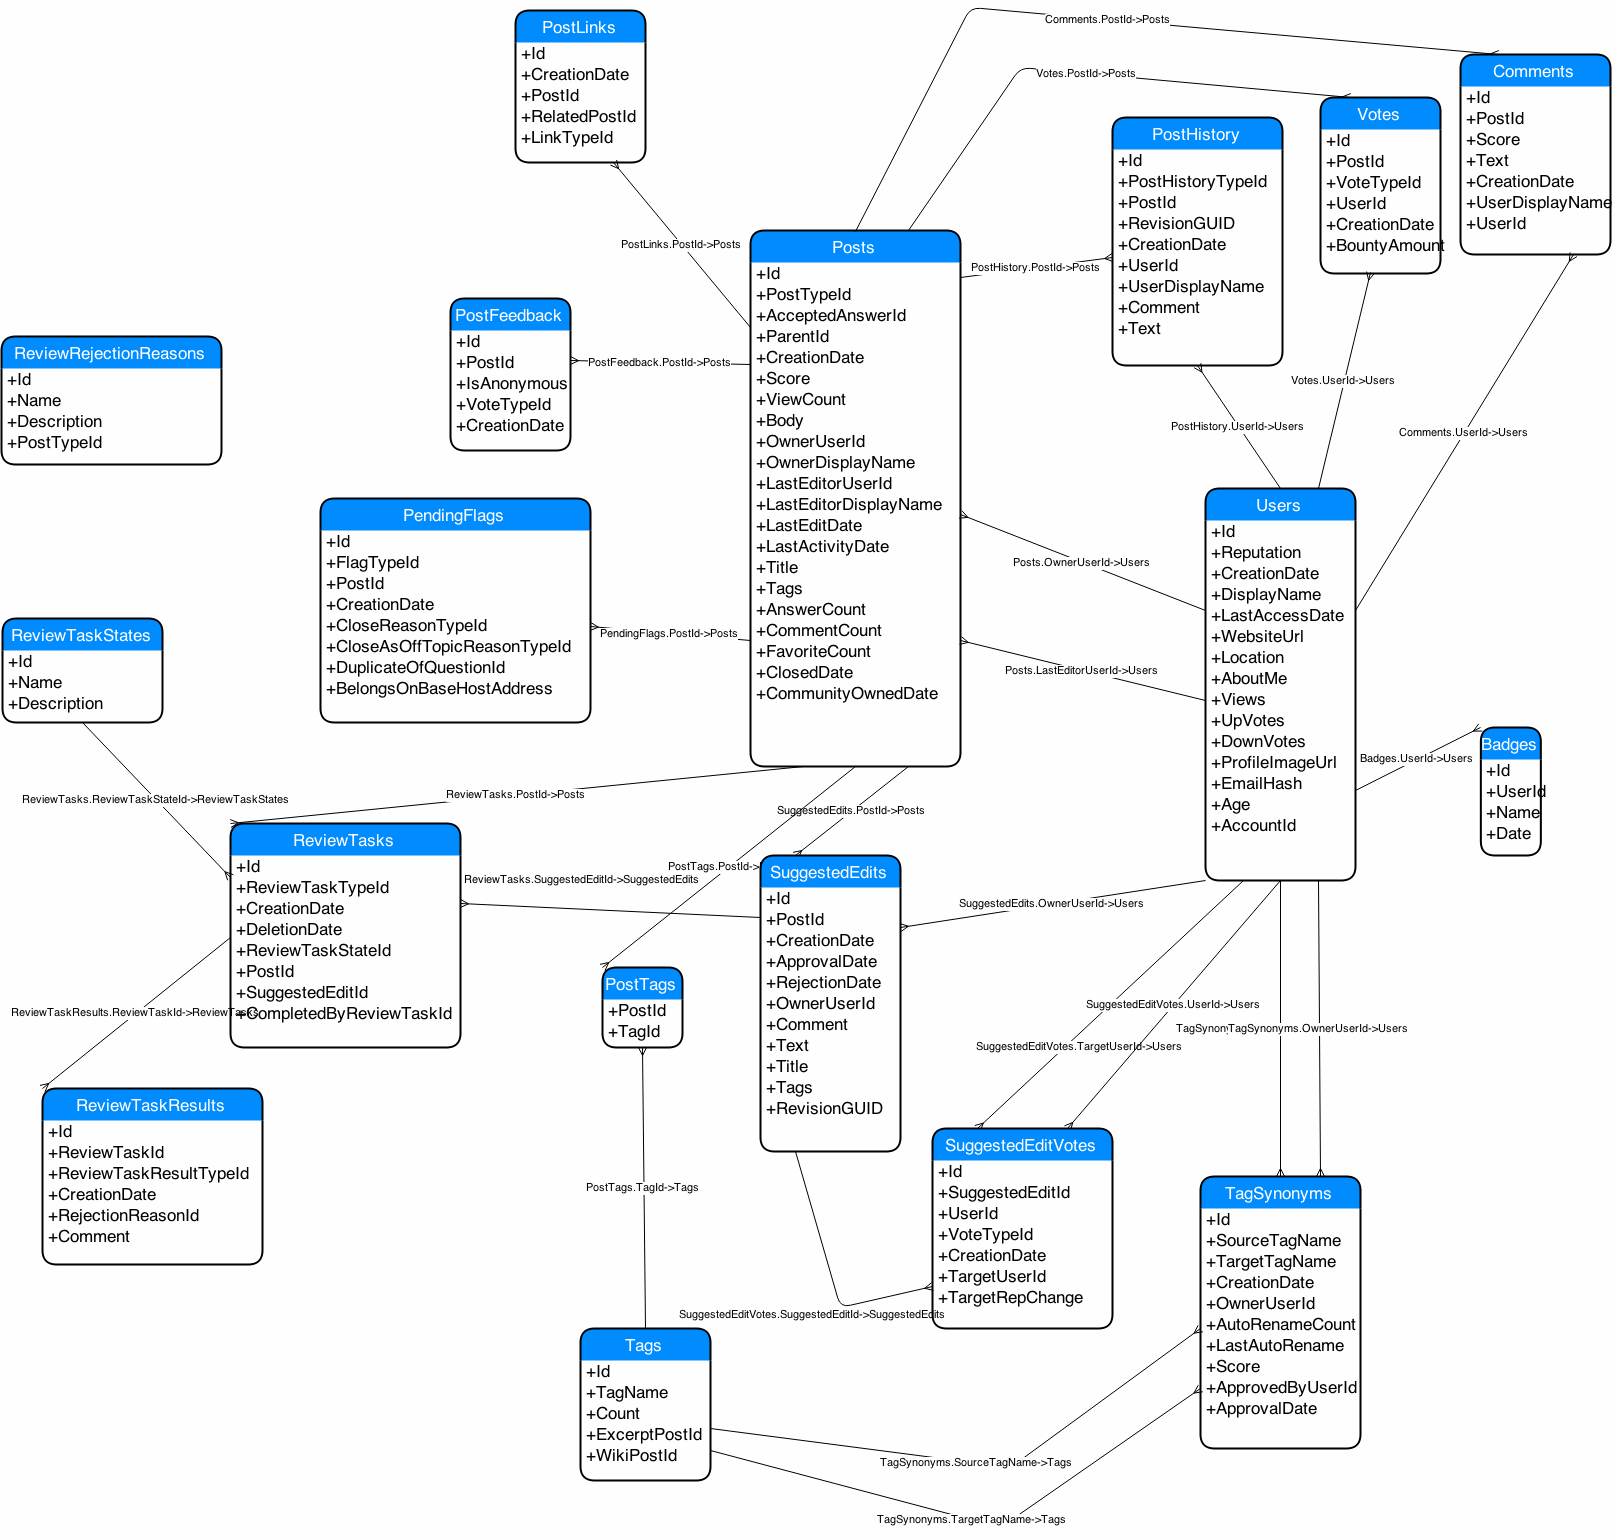 PostLinks
+Id
+CreationDate
+PostId
+RelatedPostId
+LinkTypeId
Comments.PostId->Posts
Votes.PostId->Posts
Comments
+Id
+PostId
+Score
+Text
+CreationDate
+UserDisplayName
+UserId
Votes
+Id
+PostId
+VoteTypeId
+UserId
+CreationDate
+BountyAmount
PostHistory
+Id
+PostHistoryTypeId
+PostId
+RevisionGUID
+CreationDate
+UserId
+UserDisplayName
+Comment
+Text
PostLinks.PostId->Posts
PostHistory.PostId->Posts
Posts
+Id
+PostTypeId
+AcceptedAnswerId
+ParentId
+CreationDate
+Score
+ViewCount
+Body
+OwnerUserId
+OwnerDisplayName
+LastEditorUserId
+LastEditorDisplayName
+LastEditDate
+LastActivityDate
+Title
+Tags
+AnswerCount
+CommentCount
+FavoriteCount
+ClosedDate
+CommunityOwnedDate
PostFeedback
+Id
+PostId
+IsAnonymous
+VoteTypeId
+CreationDate
PostFeedback.PostId->Posts
ReviewRejectionReasons
+Id
+Name
+Description
+PostTypeId
Votes.UserId->Users
PostHistory.UserId->Users
Comments.UserId->Users
PendingFlags
+Id
+FlagTypeId
+PostId
+CreationDate
+CloseReasonTypeId
+CloseAsOffTopicReasonTypeId
+DuplicateOfQuestionId
+BelongsOnBaseHostAddress
PendingFlags.PostId->Posts
Users
+Id
+Reputation
+CreationDate
+DisplayName
+LastAccessDate
+WebsiteUrl
+Location
+AboutMe
+Views
+UpVotes
+DownVotes
+ProfileImageUrl
+EmailHash
+Age
+AccountId
Posts.OwnerUserId->Users
Posts.LastEditorUserId->Users
ReviewTaskStates
+Id
+Name
+Description
Badges
+Id
+UserId
+Name
+Date
Badges.UserId->Users
ReviewTasks.ReviewTaskStateId->ReviewTaskStates
ReviewTasks.PostId->Posts
SuggestedEdits.PostId->Posts
ReviewTasks
+Id
+ReviewTaskTypeId
+CreationDate
+DeletionDate
+ReviewTaskStateId
+PostId
+SuggestedEditId
+CompletedByReviewTaskId
PostTags.PostId->
ReviewTasks.SuggestedEditId->SuggestedEdits
SuggestedEdits
+Id
+PostId
+CreationDate
+ApprovalDate
+RejectionDate
+OwnerUserId
+Comment
+Text
+Title
+Tags
+RevisionGUID
SuggestedEdits.OwnerUserId->Users
PostTags
+PostId
+TagId
ReviewTaskResults.ReviewTaskId->ReviewTasks
SuggestedEditVotes.UserId->Users
TagSynony
TagSynonyms.OwnerUserId->Users
SuggestedEditVotes.TargetUserId->Users
ReviewTaskResults
+Id
+ReviewTaskId
+ReviewTaskResultTypeId
+CreationDate
+RejectionReasonId
+Comment
PostTags.TagId->Tags
SuggestedEditVotes
+Id
+SuggestedEditId
+UserId
+VoteTypeId
+CreationDate
+TargetUserId
+TargetRepChange
SuggestedEditVotes.SuggestedEditId->SuggestedEdits
TagSynonyms
+Id
+SourceTagName
+TargetTagName
+CreationDate
+OwnerUserId
+AutoRenameCount
+LastAutoRename
+Score
+ApprovedByUserId
+ApprovalDate
Tags
+Id
+TagName
+Count
+ExcerptPostId
+WikiPostId
TagSynonyms.SourceTagName->Tags
TagSynonyms.TargetTagName->Tags